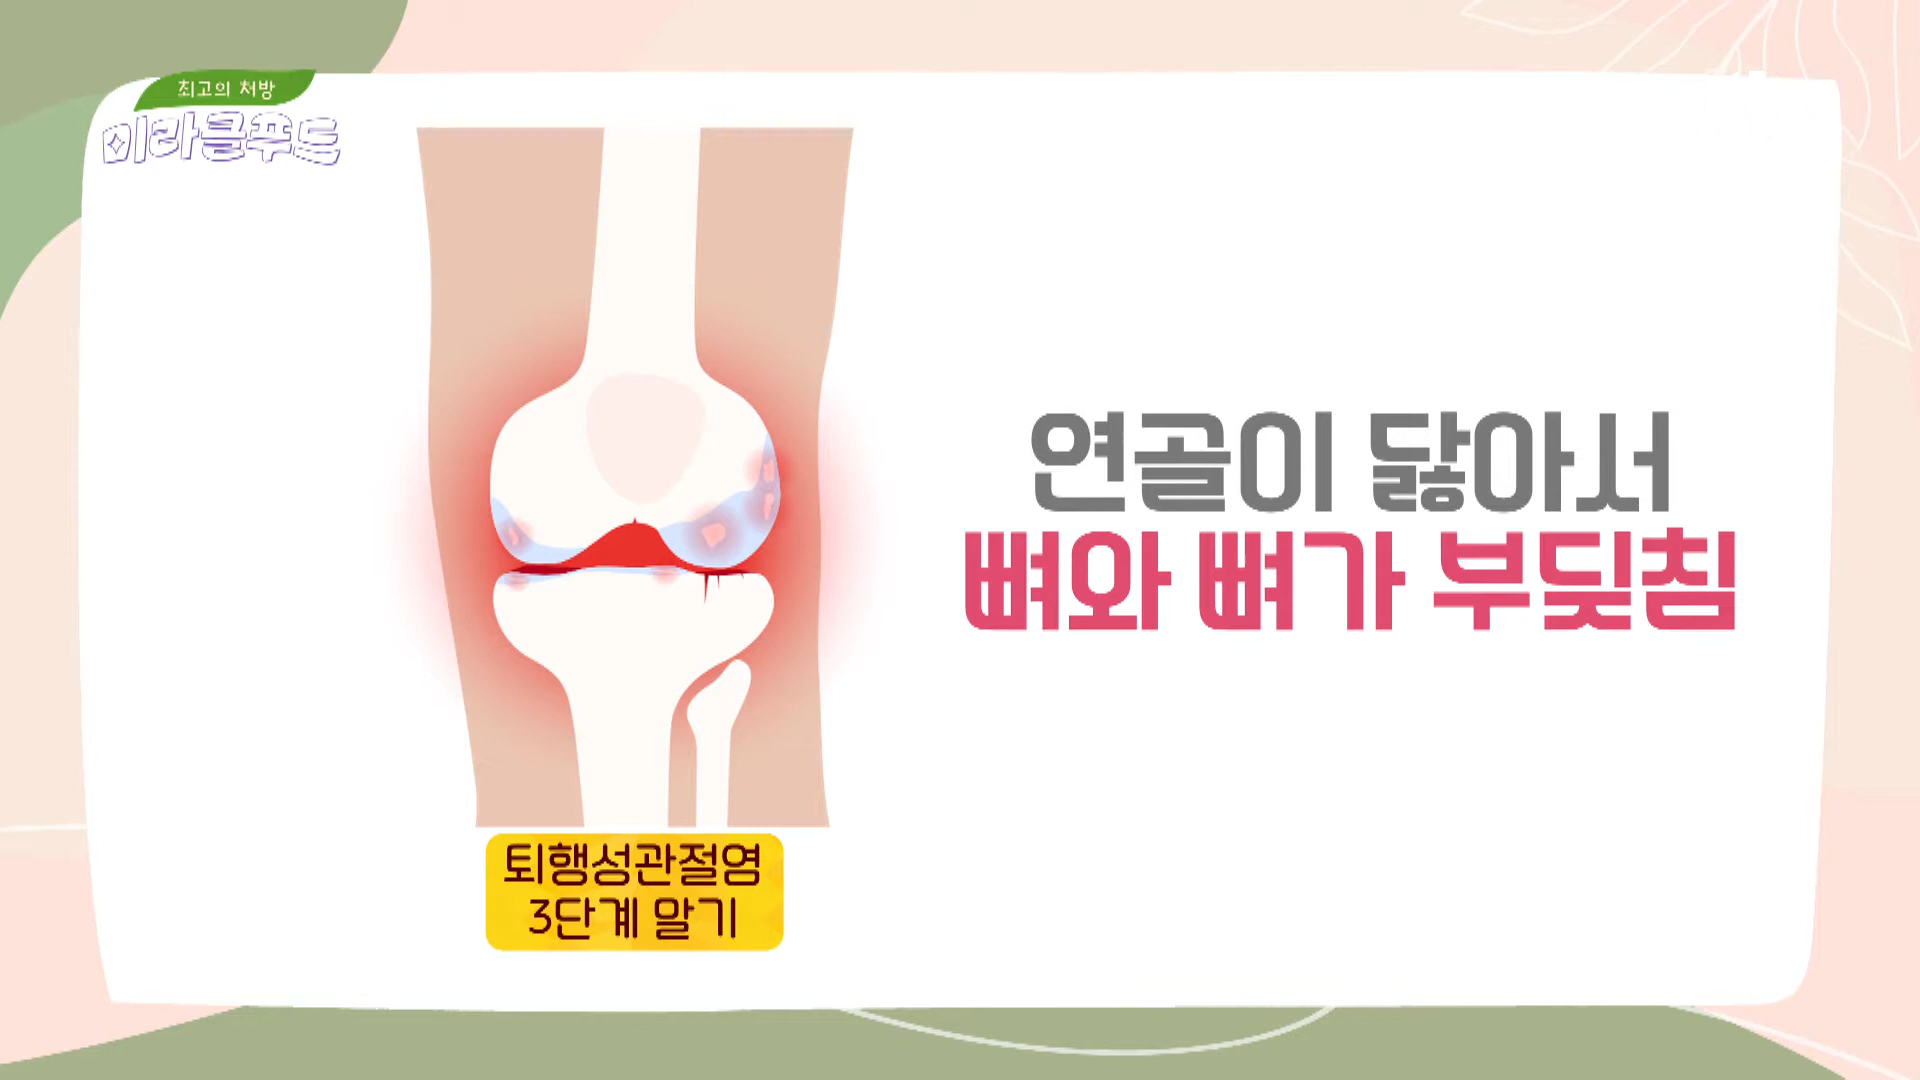 최고의 처방
미라클푸드
연골이 닳아서
뼈와 뼈가 부딪침
퇴행성관절염
3단계 말기